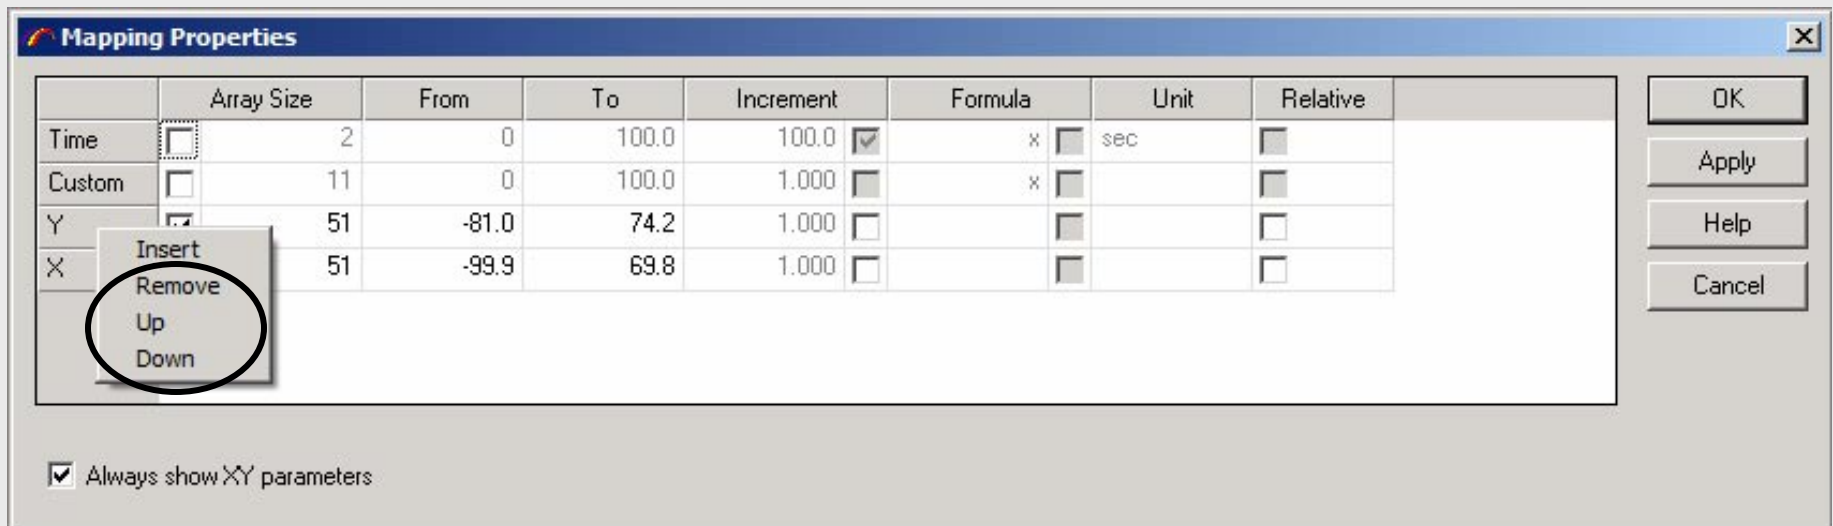 Mapping Properties
Array Size From To Increment Formula Unit Relative
Time 2 0 100.0 100.0 x sec
Custom 11 0 100.0 1.000 x
Y 51 -81.0 74.2 1.000
X 51 -99.9 69.8 1.000
Insert
Remove
Up
Down
OK
Apply
Help
Cancel
Always show XY parameters